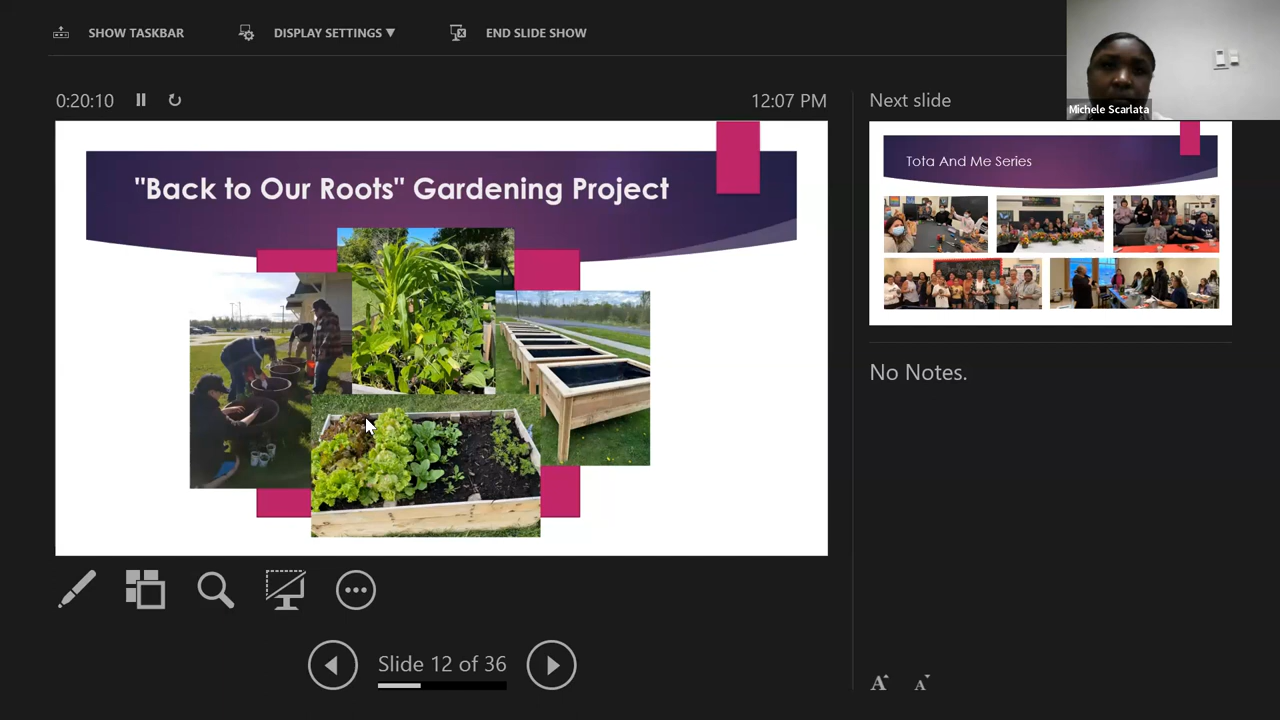 SHOW TASKBAR
DISPLAY SETTINGS ▼
END SLIDE SHOW
Michele Scarlata
0:20:10
12:07 PM
Next slide
"Back to Our Roots" Gardening Project
Tota And Me Series
No Notes.
Slide 12 of 36
A A